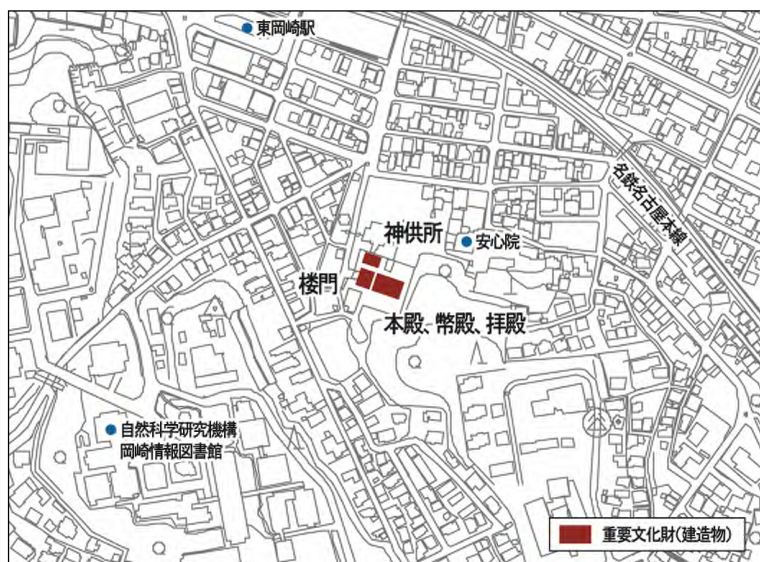 東岡崎駅
名鉄名古屋本線
神供所
安心院
楼門
本殿、幣殿、拝殿
自然科学研究機構
岡崎情報図書館
重要文化財(建造物)